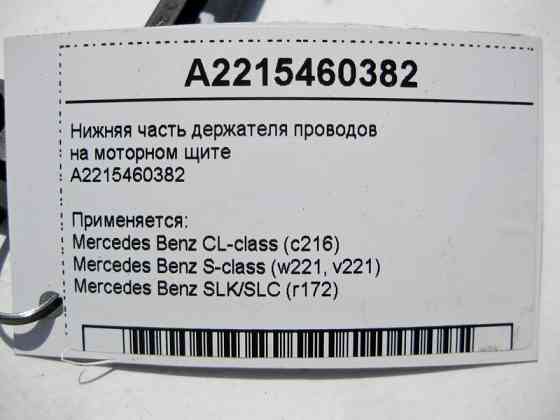 A2215460382
Нижняя часть держателя проводов
на моторном щите
A2215460382
Применяется:
Mercedes Benz CL-class (c216)
Mercedes Benz S-class (w221, v221)
Mercedes Benz SLK/SLC (r172)